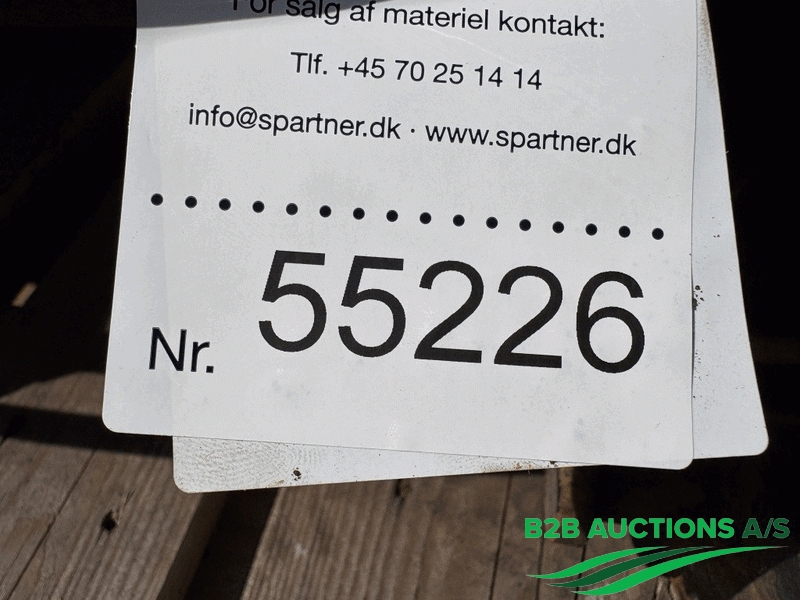 For salg af materiel kontakt:
Tlf. +45 70 25 14 14
info@spartner.dk · www.spartner.dk
Nr. 55226
B2B AUCTIONS A/S